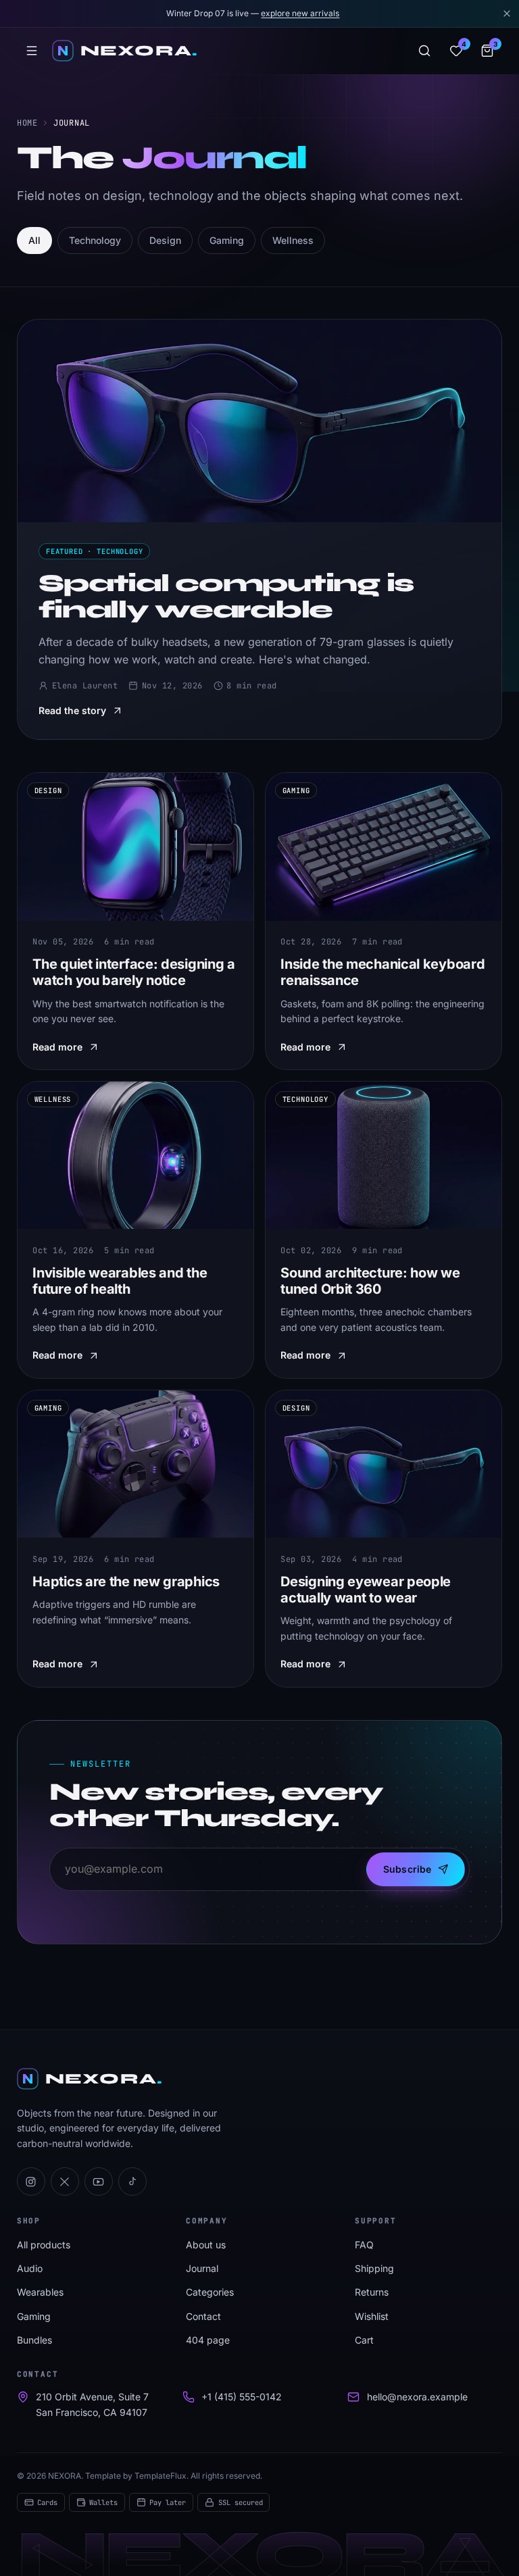 Winter Drop 07 is live — explore new arrivals
N NEXORA.
4
3
HOME > JOURNAL
The Journal
Field notes on design, technology and the objects shaping what comes next.
All
Technology
Design
Gaming
Wellness
FEATURED · TECHNOLOGY
Spatial computing is
finally wearable
After a decade of bulky headsets, a new generation of 79-gram glasses is quietly
changing how we work, watch and create. Here's what changed.
Elena Laurent Nov 12, 2026 8 min read
Read the story
DESIGN
Nov 05, 2026 6 min read
The quiet interface: designing a
watch you barely notice
Why the best smartwatch notification is the
one you never see.
Read more
GAMING
Oct 28, 2026 7 min read
Inside the mechanical keyboard
renaissance
Gaskets, foam and 8K polling: the engineering
behind a perfect keystroke.
Read more
WELLNESS
Oct 16, 2026 5 min read
Invisible wearables and the
future of health
A 4-gram ring now knows more about your
sleep than a lab did in 2010.
Read more
TECHNOLOGY
Oct 02, 2026 9 min read
Sound architecture: how we
tuned Orbit 360
Eighteen months, three anechoic chambers
and one very patient acoustics team.
Read more
GAMING
Sep 19, 2026 6 min read
Haptics are the new graphics
Adaptive triggers and HD rumble are
redefining what “immersive” means.
Read more
DESIGN
Sep 03, 2026 4 min read
Designing eyewear people
actually want to wear
Weight, warmth and the psychology of
putting technology on your face.
Read more
NEWSLETTER
New stories, every
other Thursday.
you@example.com
Subscribe
N NEXORA.
Objects from the near future. Designed in our
studio, engineered for everyday life, delivered
carbon-neutral worldwide.
SHOP
All products
Audio
Wearables
Gaming
Bundles
COMPANY
About us
Journal
Categories
Contact
404 page
SUPPORT
FAQ
Shipping
Returns
Wishlist
Cart
CONTACT
210 Orbit Avenue, Suite 7
San Francisco, CA 94107
+1 (415) 555-0142
hello@nexora.example
© 2026 NEXORA. Template by TemplateFlux. All rights reserved.
Cards
Wallets
Pay later
SSL secured
NEXORA